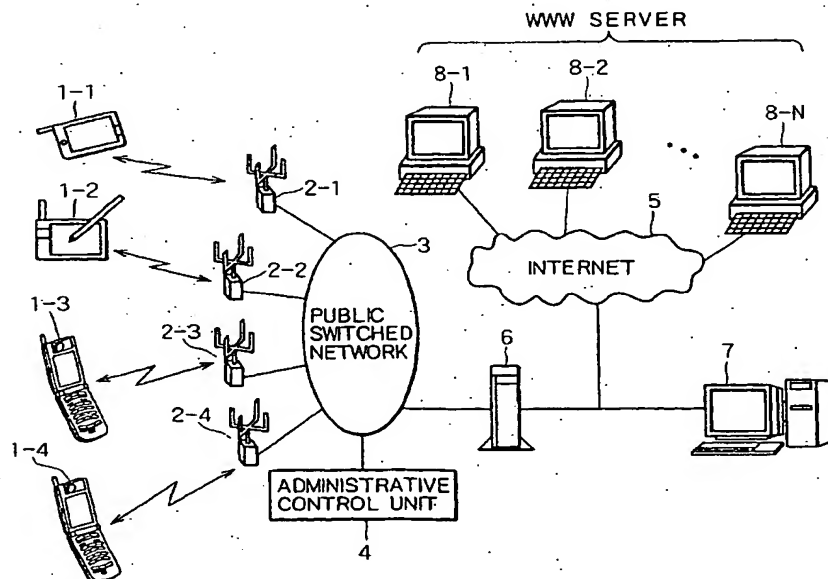 WWW SERVER
8-1
8-2
8-N
1-1
2-1
1-2
2-2
3
5
INTERNET
PUBLIC
SWITCHED
NETWORK
1-3
2-3
6
7
2-4
1-4
ADMINISTRATIVE
CONTROL UNIT
4